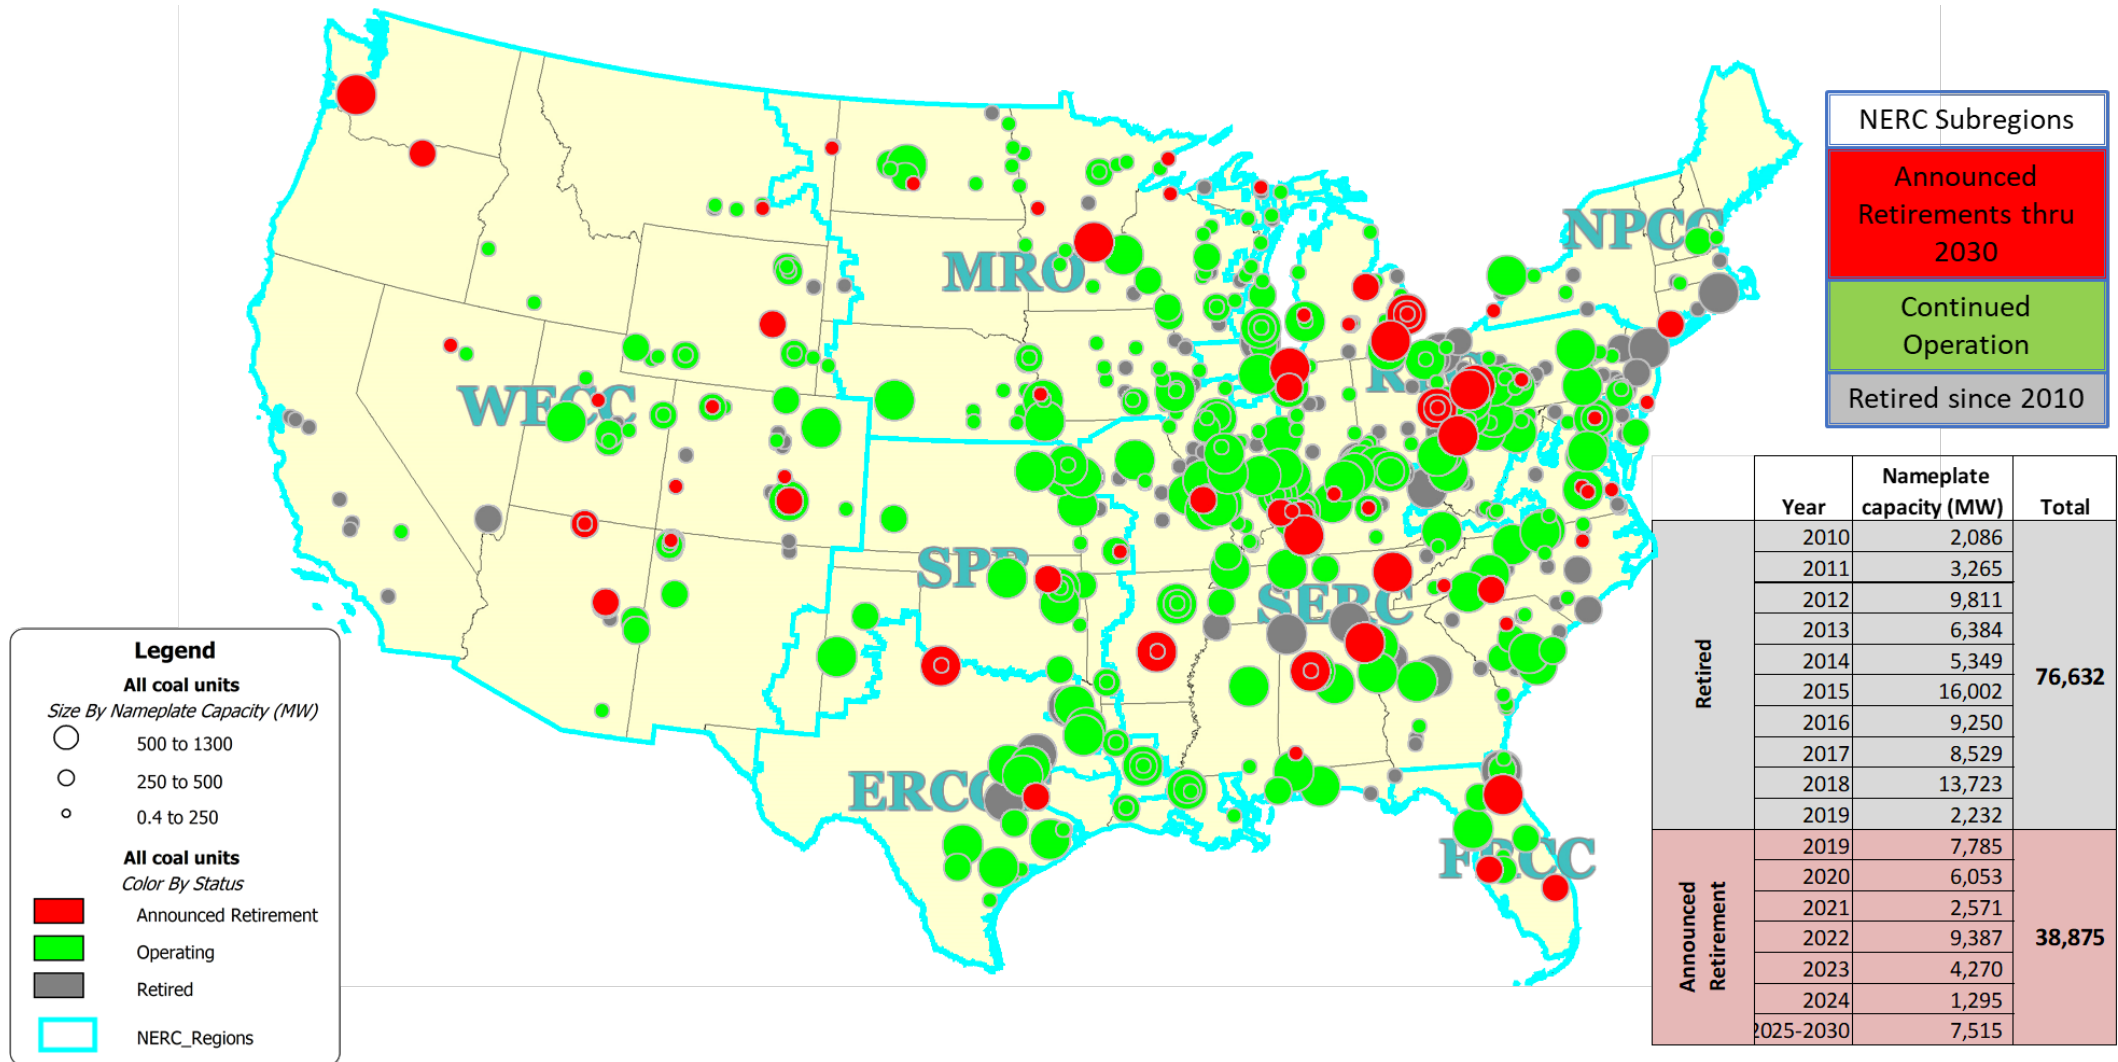 NPCC
MRO
WECC
R
SPP
SERC
ERCO
FRCC
NERC Subregions
Announced
Retirements thru
2030
Continued
Operation
Retired since 2010
Legend
All coal units
Size By Nameplate Capacity (MW)
500 to 1300
250 to 500
0.4 to 250
All coal units
Color By Status
Announced Retirement
Operating
Retired
NERC_Regions
Nameplate
Year capacity (MW) Total
Retired
2010 2,086
2011 3,265
2012 9,811
2013 6,384
2014 5,349
76,632
2015 16,002
2016 9,250
2017 8,529
2018 13,723
2019 2,232
Announced
Retirement
2019 7,785
2020 6,053
2021 2,571
2022 9,387 38,875
2023 4,270
2024 1,295
2025-2030 7,515